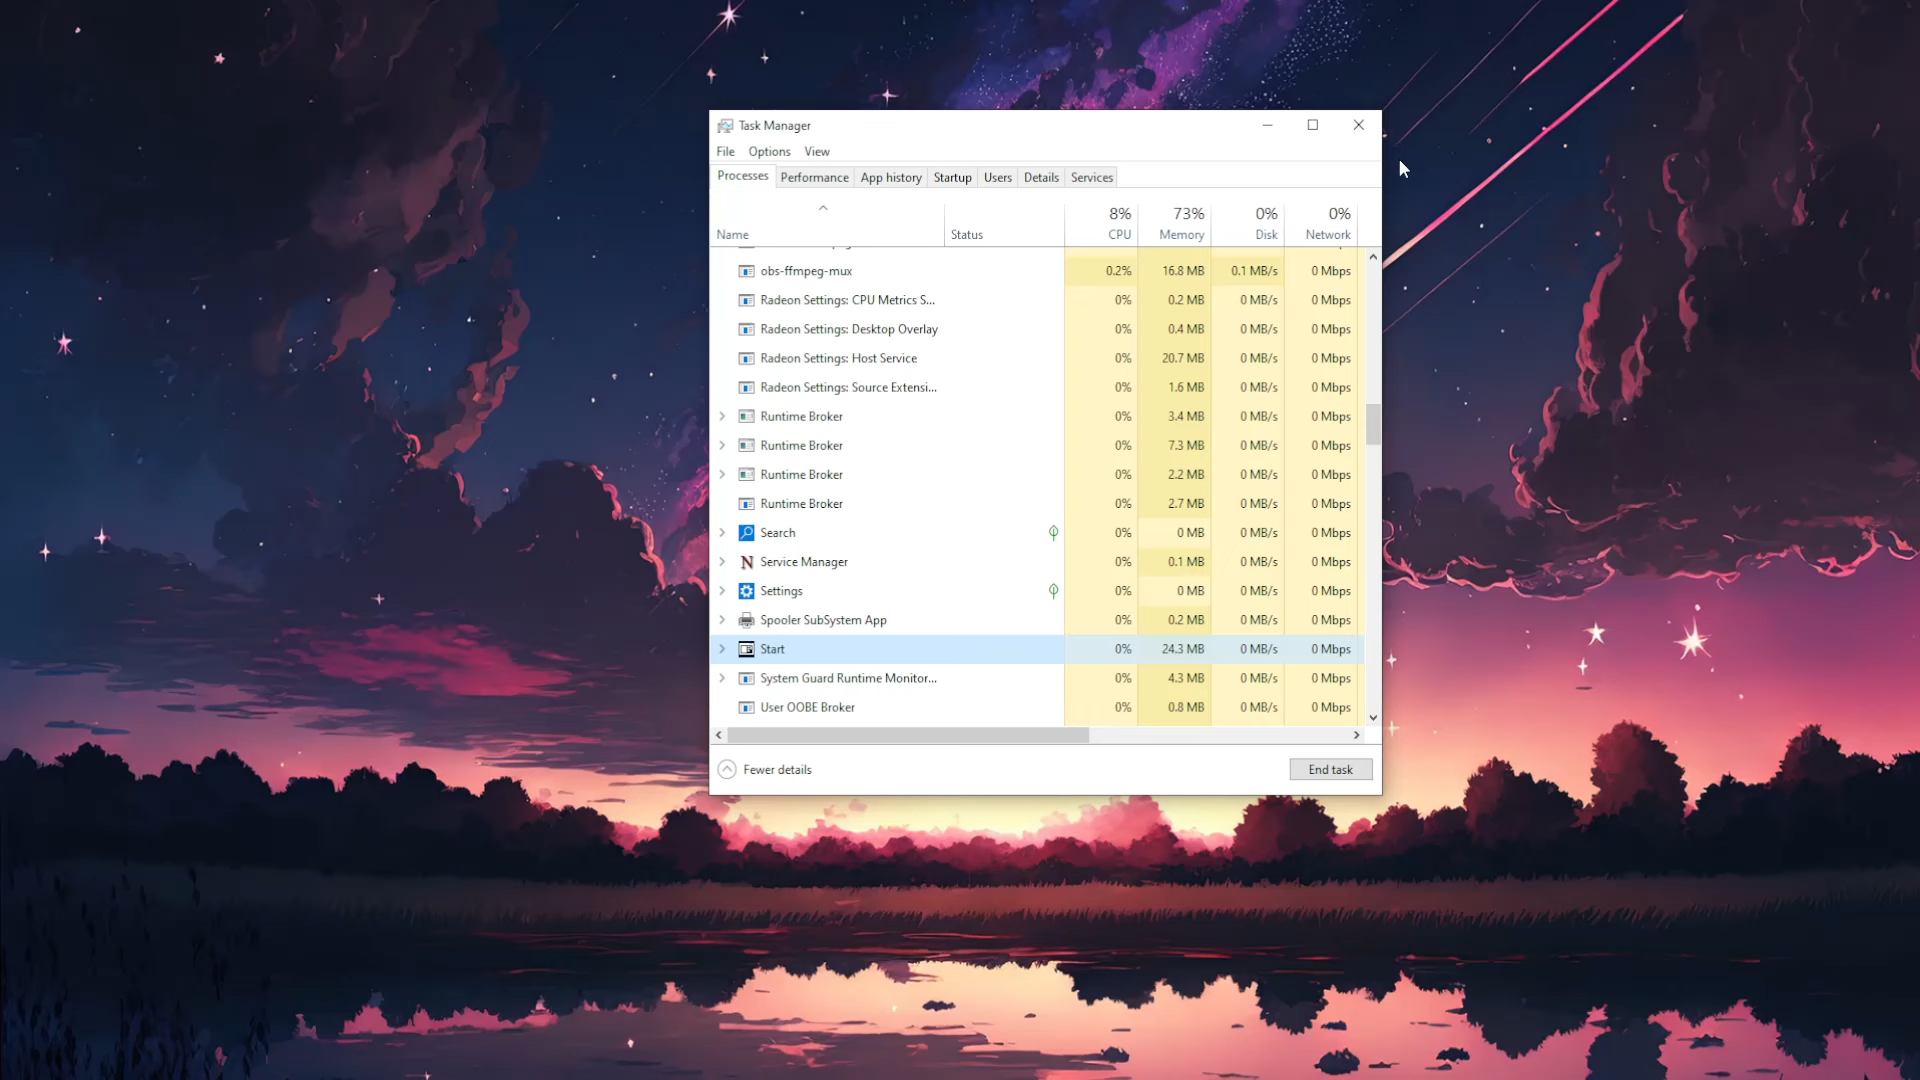 Task Manager
File Options View
Processes Performance App history Startup Users Details Services
8% 73% 0% 0%
Name Status CPU Memory Disk Network
obs-ffmpeg-mux 0.2% 16.8 MB 0.1 MB/s 0 Mbps
Radeon Settings: CPU Metrics S... 0% 0.2 MB 0 MB/s 0 Mbps
Radeon Settings: Desktop Overlay 0% 0.4 MB 0 MB/s 0 Mbps
Radeon Settings: Host Service 0% 20.7 MB 0 MB/s 0 Mbps
Radeon Settings: Source Extensi... 0% 1.6 MB 0 MB/s 0 Mbps
Runtime Broker 0% 3.4 MB 0 MB/s 0 Mbps
Runtime Broker 0% 7.3 MB 0 MB/s 0 Mbps
Runtime Broker 0% 2.2 MB 0 MB/s 0 Mbps
Runtime Broker 0% 2.7 MB 0 MB/s 0 Mbps
Search 0% 0 MB 0 MB/s 0 Mbps
Service Manager 0% 0.1 MB 0 MB/s 0 Mbps
Settings 0% 0 MB 0 MB/s 0 Mbps
Spooler SubSystem App 0% 0.2 MB 0 MB/s 0 Mbps
Start 0% 24.3 MB 0 MB/s 0 Mbps
System Guard Runtime Monitor... 0% 4.3 MB 0 MB/s 0 Mbps
User OOBE Broker 0% 0.8 MB 0 MB/s 0 Mbps
Fewer details End task